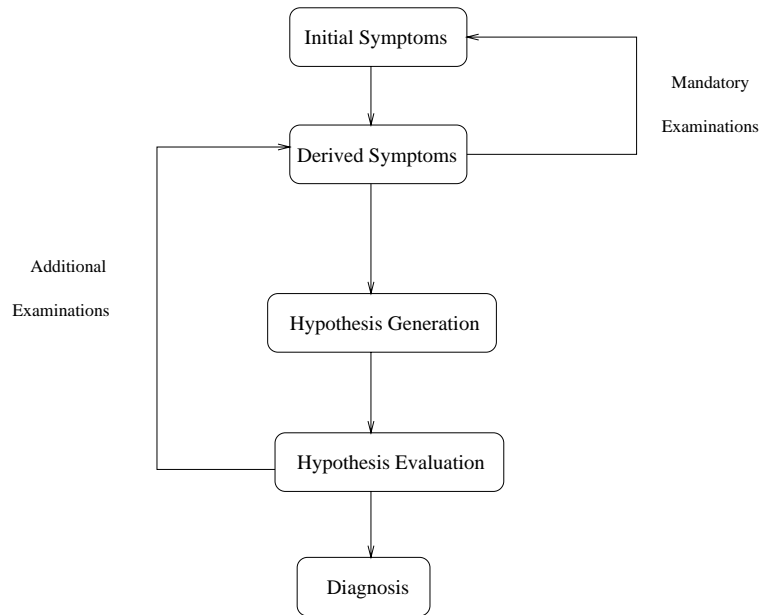 Initial Symptoms
Mandatory
Examinations
Derived Symptoms
Additional
Examinations
Hypothesis Generation
Hypothesis Evaluation
Diagnosis